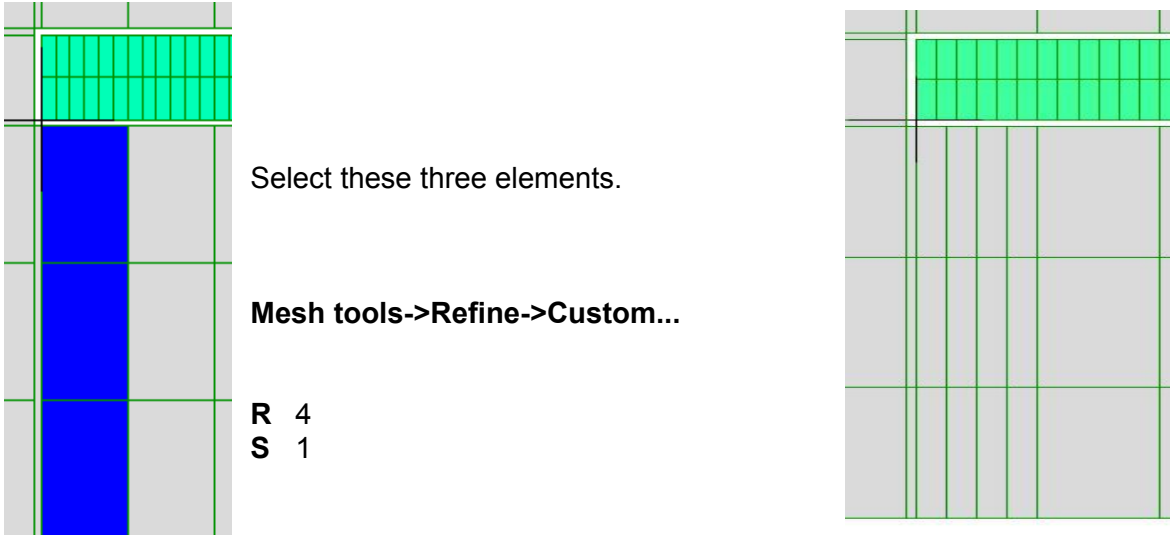 Select these three elements.
Mesh tools->Refine->Custom...
R 4
S 1